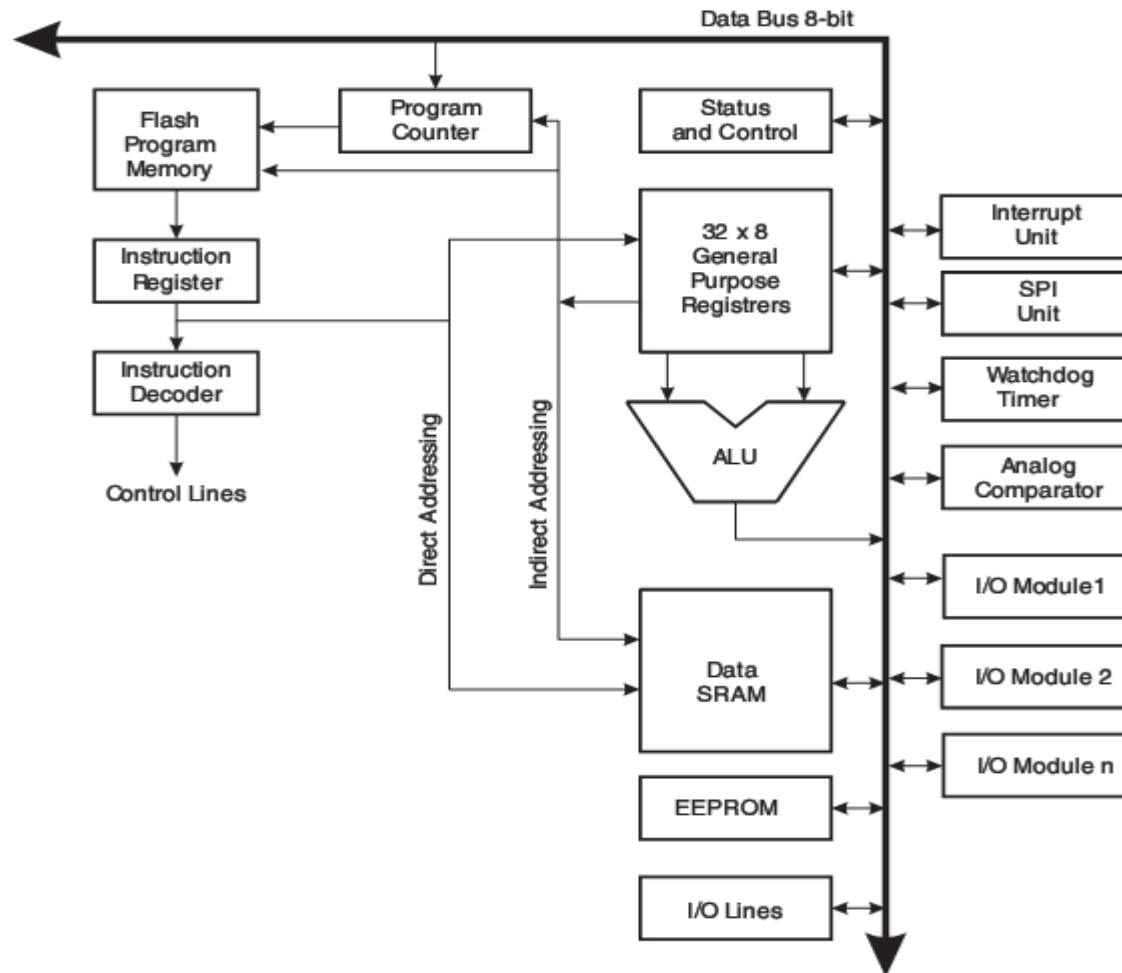 Data Bus 8-bit
Flash
Program
Memory
Program
Counter
Status
and Control
32 x 8
General
Purpose
Registrers
Interrupt
Unit
Instruction
Register
SPI
Unit
Instruction
Decoder
Watchdog
Timer
ALU
Analog
Comparator
Control Lines
Direct Addressing
Indirect Addressing
I/O Module1
Data
SRAM
I/O Module 2
I/O Module n
EEPROM
I/O Lines